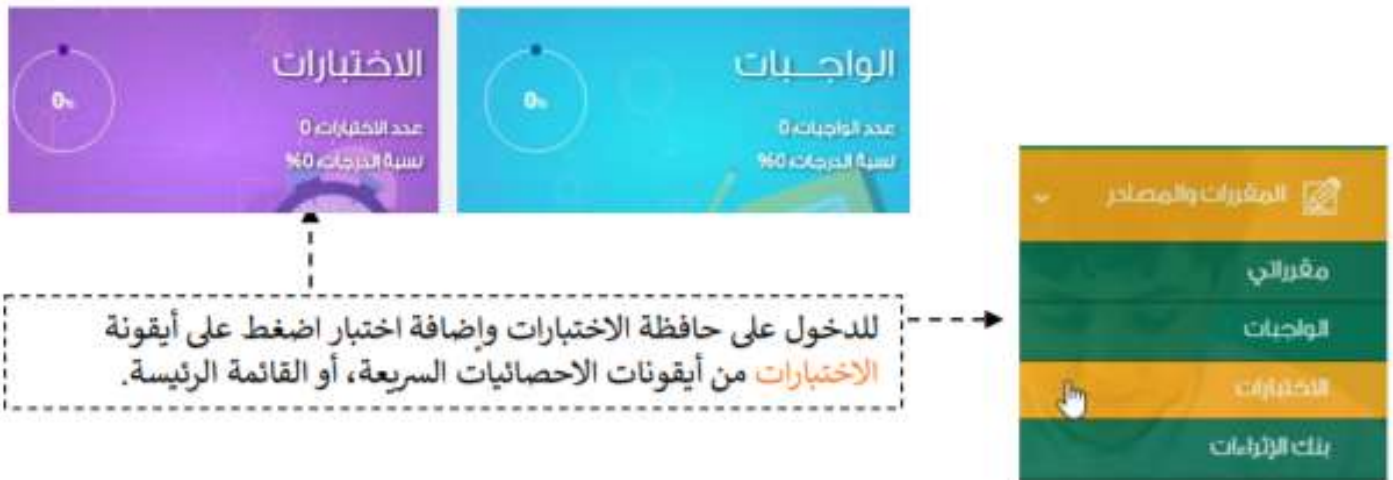 الواجـــبات
0%
عدد الواجبات: 0
نسبة الدرجات: 0%
الاختبارات
0%
عدد الاختبارات: 0
نسبة الدرجات: 0%
للدخول على حافظة الاختبارات وإضافة اختبار اضغط على أيقونة
الاختبارات من أيقونات الاحصائيات السريعة، أو القائمة الرئيسة.
المقررات والمصادر
مقرراتي
الواجبات
الاختبارات
بنك الإثراءات